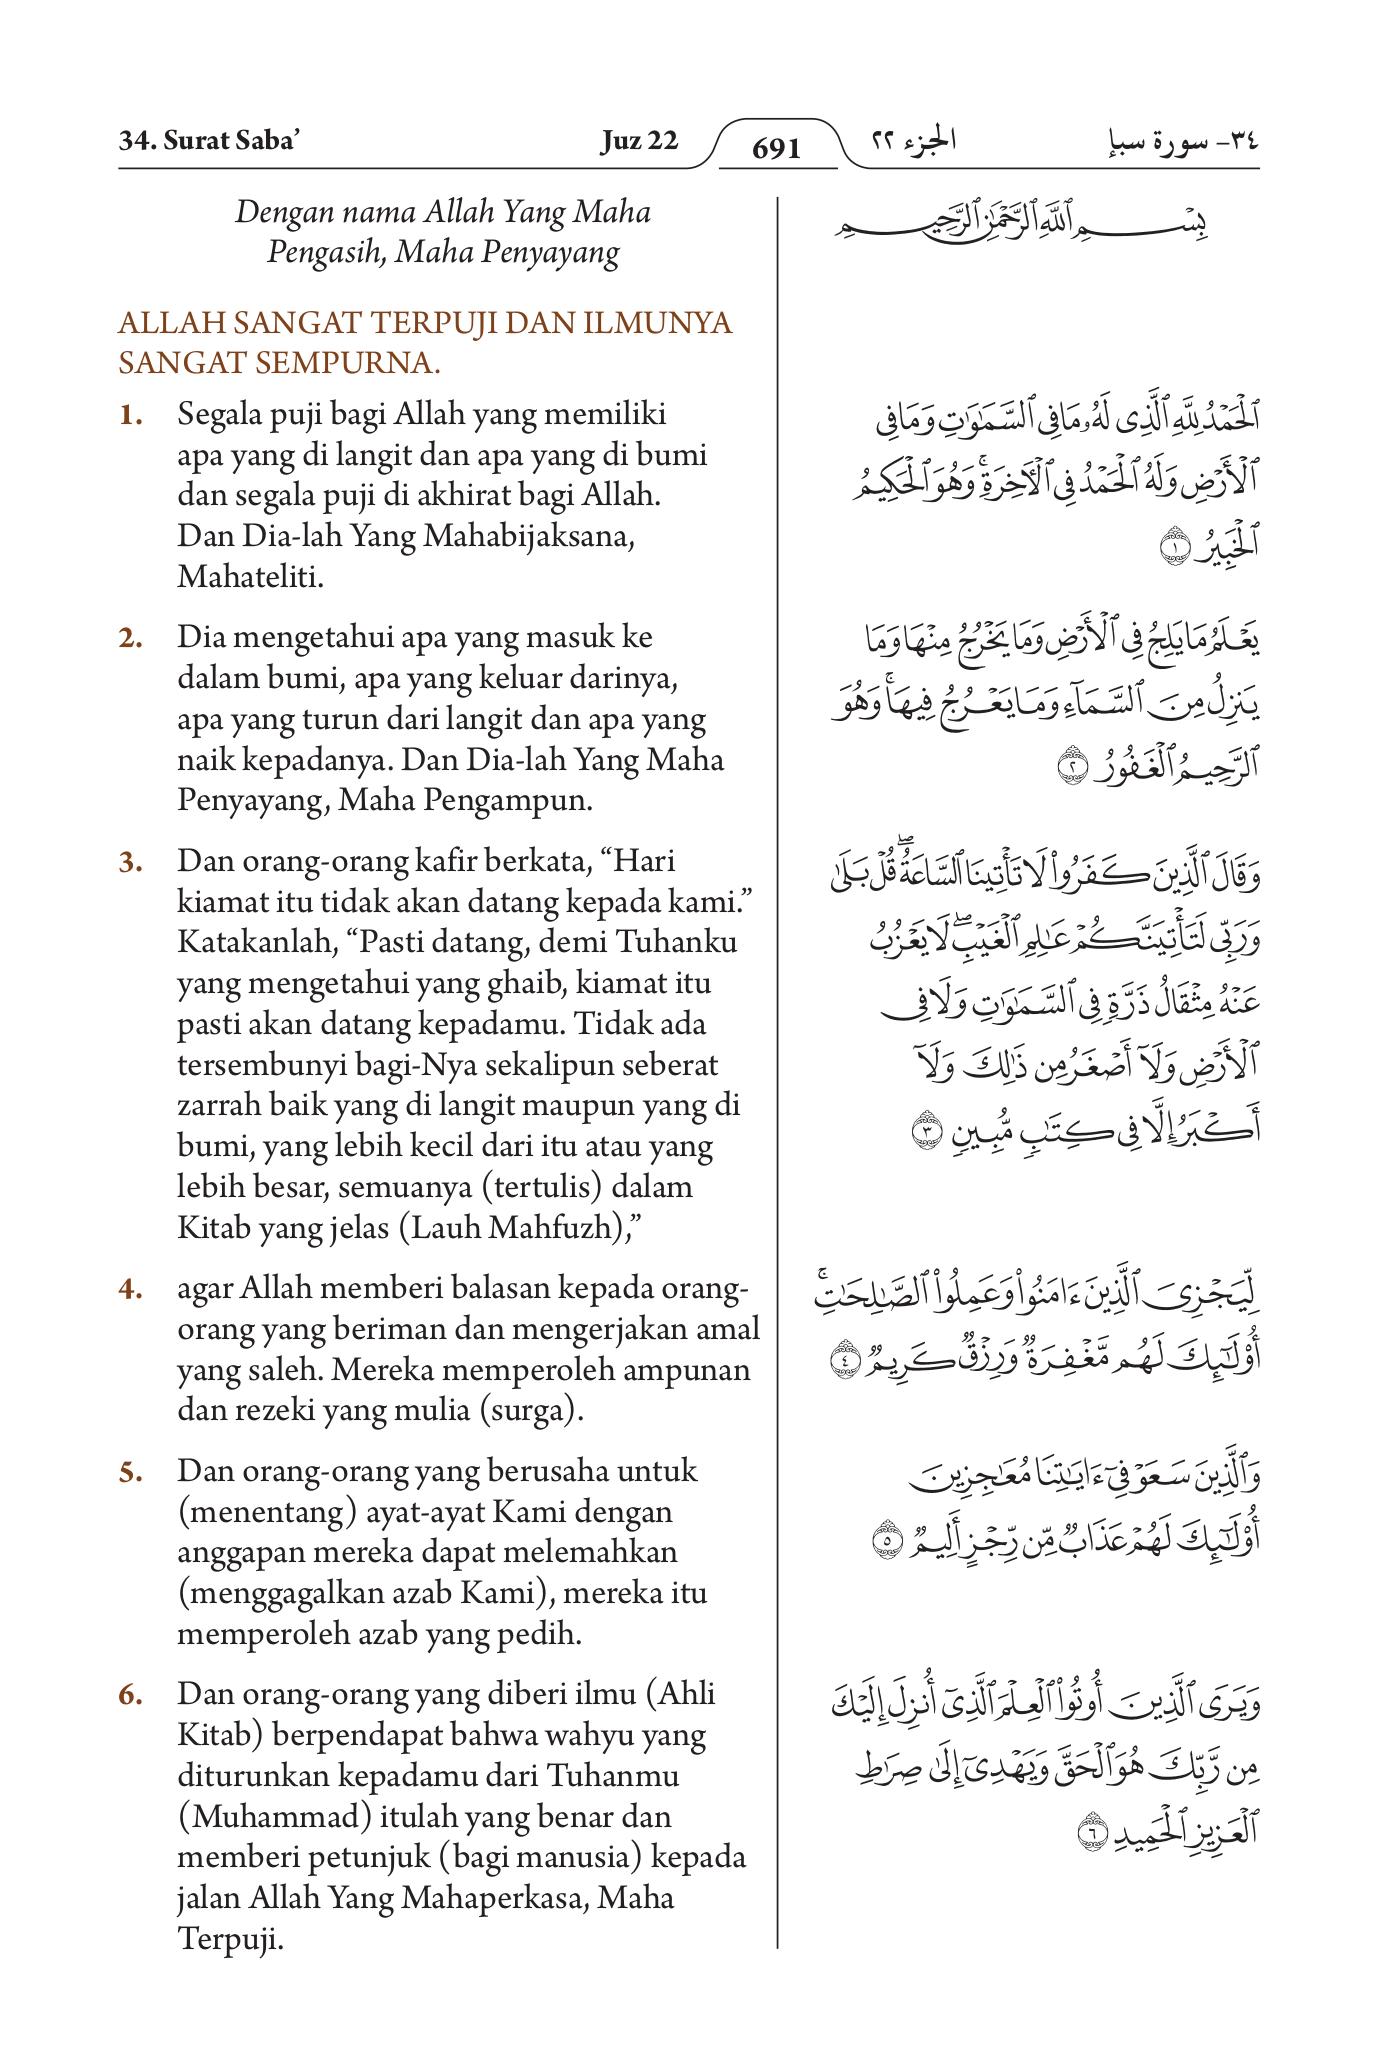 34. Surat Saba’
Juz 22
691
الجزء ٢٢
٣٤- سورة سبإ
Dengan nama Allah Yang Maha
Pengasih, Maha Penyayang
ALLAH SANGAT TERPUJI DAN ILMUNYA
SANGAT SEMPURNA.
1. Segala puji bagi Allah yang memiliki
apa yang di langit dan apa yang di bumi
dan segala puji di akhirat bagi Allah.
Dan Dia-lah Yang Mahabijaksana,
Mahateliti.
2. Dia mengetahui apa yang masuk ke
dalam bumi, apa yang keluar darinya,
apa yang turun dari langit dan apa yang
naik kepadanya. Dan Dia-lah Yang Maha
Penyayang, Maha Pengampun.
3. Dan orang-orang kafir berkata, “Hari
kiamat itu tidak akan datang kepada kami.”
Katakanlah, “Pasti datang, demi Tuhanku
yang mengetahui yang ghaib, kiamat itu
pasti akan datang kepadamu. Tidak ada
tersembunyi bagi-Nya sekalipun seberat
zarrah baik yang di langit maupun yang di
bumi, yang lebih kecil dari itu atau yang
lebih besar, semuanya (tertulis) dalam
Kitab yang jelas (Lauh Mahfuzh),”
4. agar Allah memberi balasan kepada orang-
orang yang beriman dan mengerjakan amal
yang saleh. Mereka memperoleh ampunan
dan rezeki yang mulia (surga).
5. Dan orang-orang yang berusaha untuk
(menentang) ayat-ayat Kami dengan
anggapan mereka dapat melemahkan
(menggagalkan azab Kami), mereka itu
memperoleh azab yang pedih.
6. Dan orang-orang yang diberi ilmu (Ahli
Kitab) berpendapat bahwa wahyu yang
diturunkan kepadamu dari Tuhanmu
(Muhammad) itulah yang benar dan
memberi petunjuk (bagi manusia) kepada
jalan Allah Yang Mahaperkasa, Maha
Terpuji.
بِسْمِ ٱللَّهِ ٱلرَّحْمَٰنِ ٱلرَّحِيمِ
ٱلْحَمْدُ لِلَّهِ ٱلَّذِى لَهُۥ مَا فِى ٱلسَّمَٰوَٰتِ وَمَا فِى
ٱلْأَرْضِ وَلَهُ ٱلْحَمْدُ فِى ٱلْءَاخِرَةِ ۚ وَهُوَ ٱلْحَكِيمُ
ٱلْخَبِيرُ ١
يَعْلَمُ مَا يَلِجُ فِى ٱلْأَرْضِ وَمَا يَخْرُجُ مِنْهَا وَمَا
يَنزِلُ مِنَ ٱلسَّمَآءِ وَمَا يَعْرُجُ فِيهَا ۚ وَهُوَ
ٱلرَّحِيمُ ٱلْغَفُورُ ٢
وَقَالَ ٱلَّذِينَ كَفَرُوا۟ لَا تَأْتِينَا ٱلسَّاعَةُ ۖ قُلْ بَلَىٰ
وَرَبِّى لَتَأْتِيَنَّكُمْ عَٰلِمِ ٱلْغَيْبِ ۖ لَا يَعْزُبُ
عَنْهُ مِثْقَالُ ذَرَّةٍ فِى ٱلسَّمَٰوَٰتِ وَلَا فِى
ٱلْأَرْضِ وَلَآ أَصْغَرُ مِن ذَٰلِكَ وَلَآ
أَكْبَرُ إِلَّا فِى كِتَٰبٍ مُّبِينٍ ٣
لِّيَجْزِىَ ٱلَّذِينَ ءَامَنُوا۟ وَعَمِلُوا۟ ٱلصَّٰلِحَٰتِ ۚ
أُو۟لَٰٓئِكَ لَهُم مَّغْفِرَةٌ وَرِزْقٌ كَرِيمٌ ٤
وَٱلَّذِينَ سَعَوْ فِىٓ ءَايَٰتِنَا مُعَٰجِزِينَ
أُو۟لَٰٓئِكَ لَهُمْ عَذَابٌ مِّن رِّجْزٍ أَلِيمٌ ٥
وَيَرَى ٱلَّذِينَ أُوتُوا۟ ٱلْعِلْمَ ٱلَّذِىٓ أُنزِلَ إِلَيْكَ
مِن رَّبِّكَ هُوَ ٱلْحَقَّ وَيَهْدِىٓ إِلَىٰ صِرَٰطِ
ٱلْعَزِيزِ ٱلْحَمِيدِ ٦